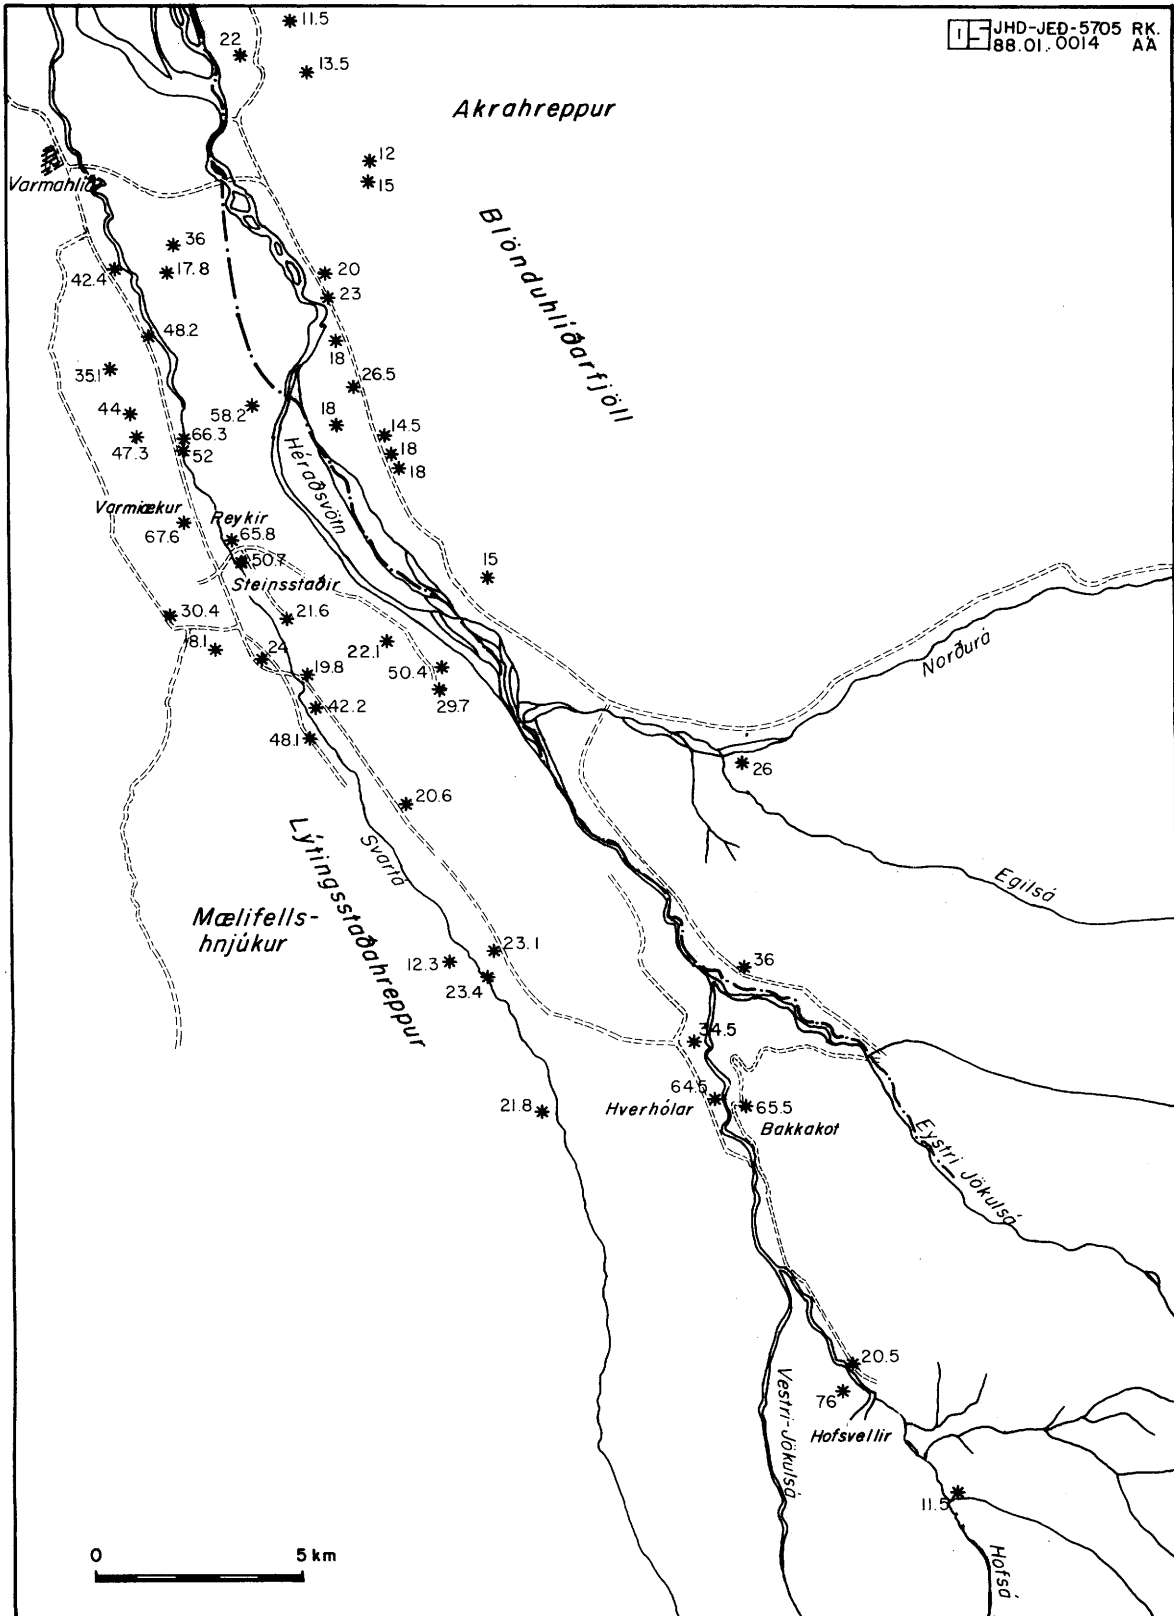 JHD-JEÐ-5705 RK.
OS 88.01.0014 AA
11.5
22
13.5
Akrahreppur
12
15
Varmahlíð
Blönduhlíðarfjöll
36
17.8
42.4
20
23
48.2
18
35.1
26.5
44
58.2
18
14.5
66.3
47.3
52
18
18
Héraðsvötn
Varmilækur
Reykir
67.6
65.8
50.7
15
Steinsstaðir
30.4
21.6
18.1
24
22.1
19.8
50.4
29.7
Norðurá
42.2
48.1
26
20.6
Svartá
Lýtingsstaðahreppur
Egilsá
Mælifells-
hnjúkur
23.1
12.3
23.4
36
34.5
64.5
21.8
Hverhólar
65.5
Bakkakot
Eystri Jökulsá
20.5
76
Vestri-Jökulsá
Hofsvellir
11.5
Hofsá
0 5 km